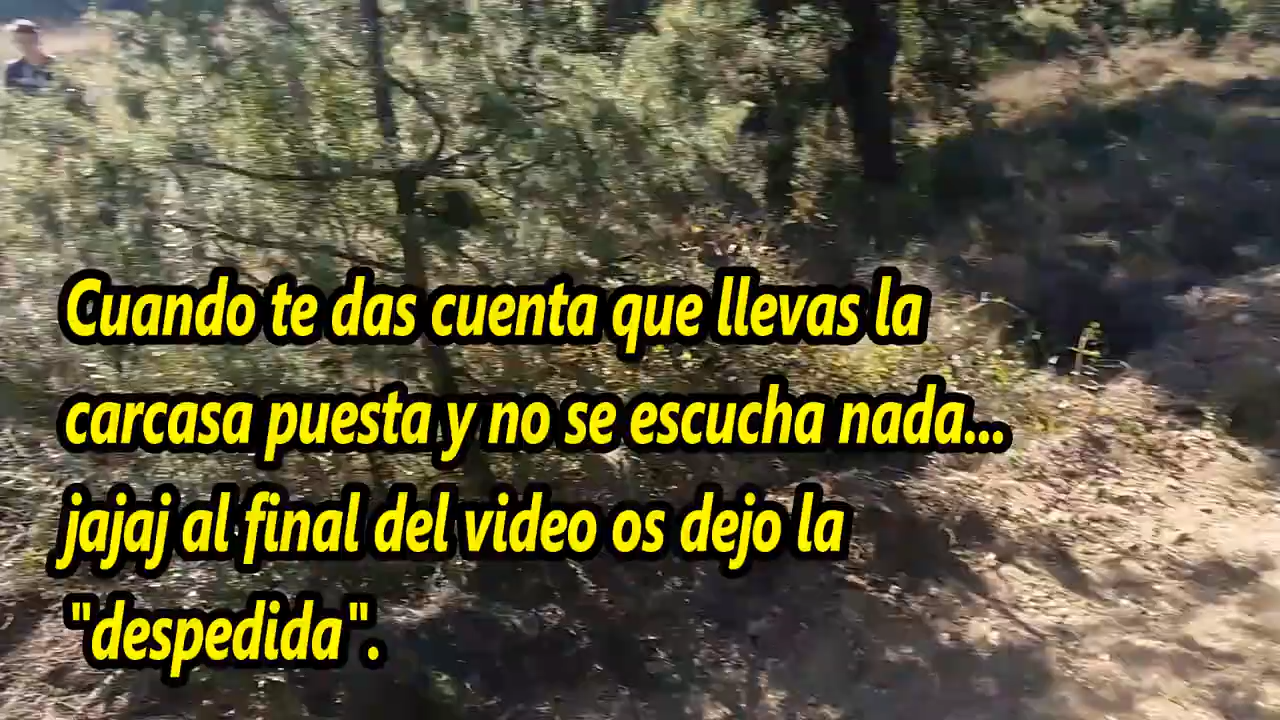 Cuando te das cuenta que llevas la
carcasa puesta y no se escucha nada...
jajaj al final del video os dejo la
"despedida".